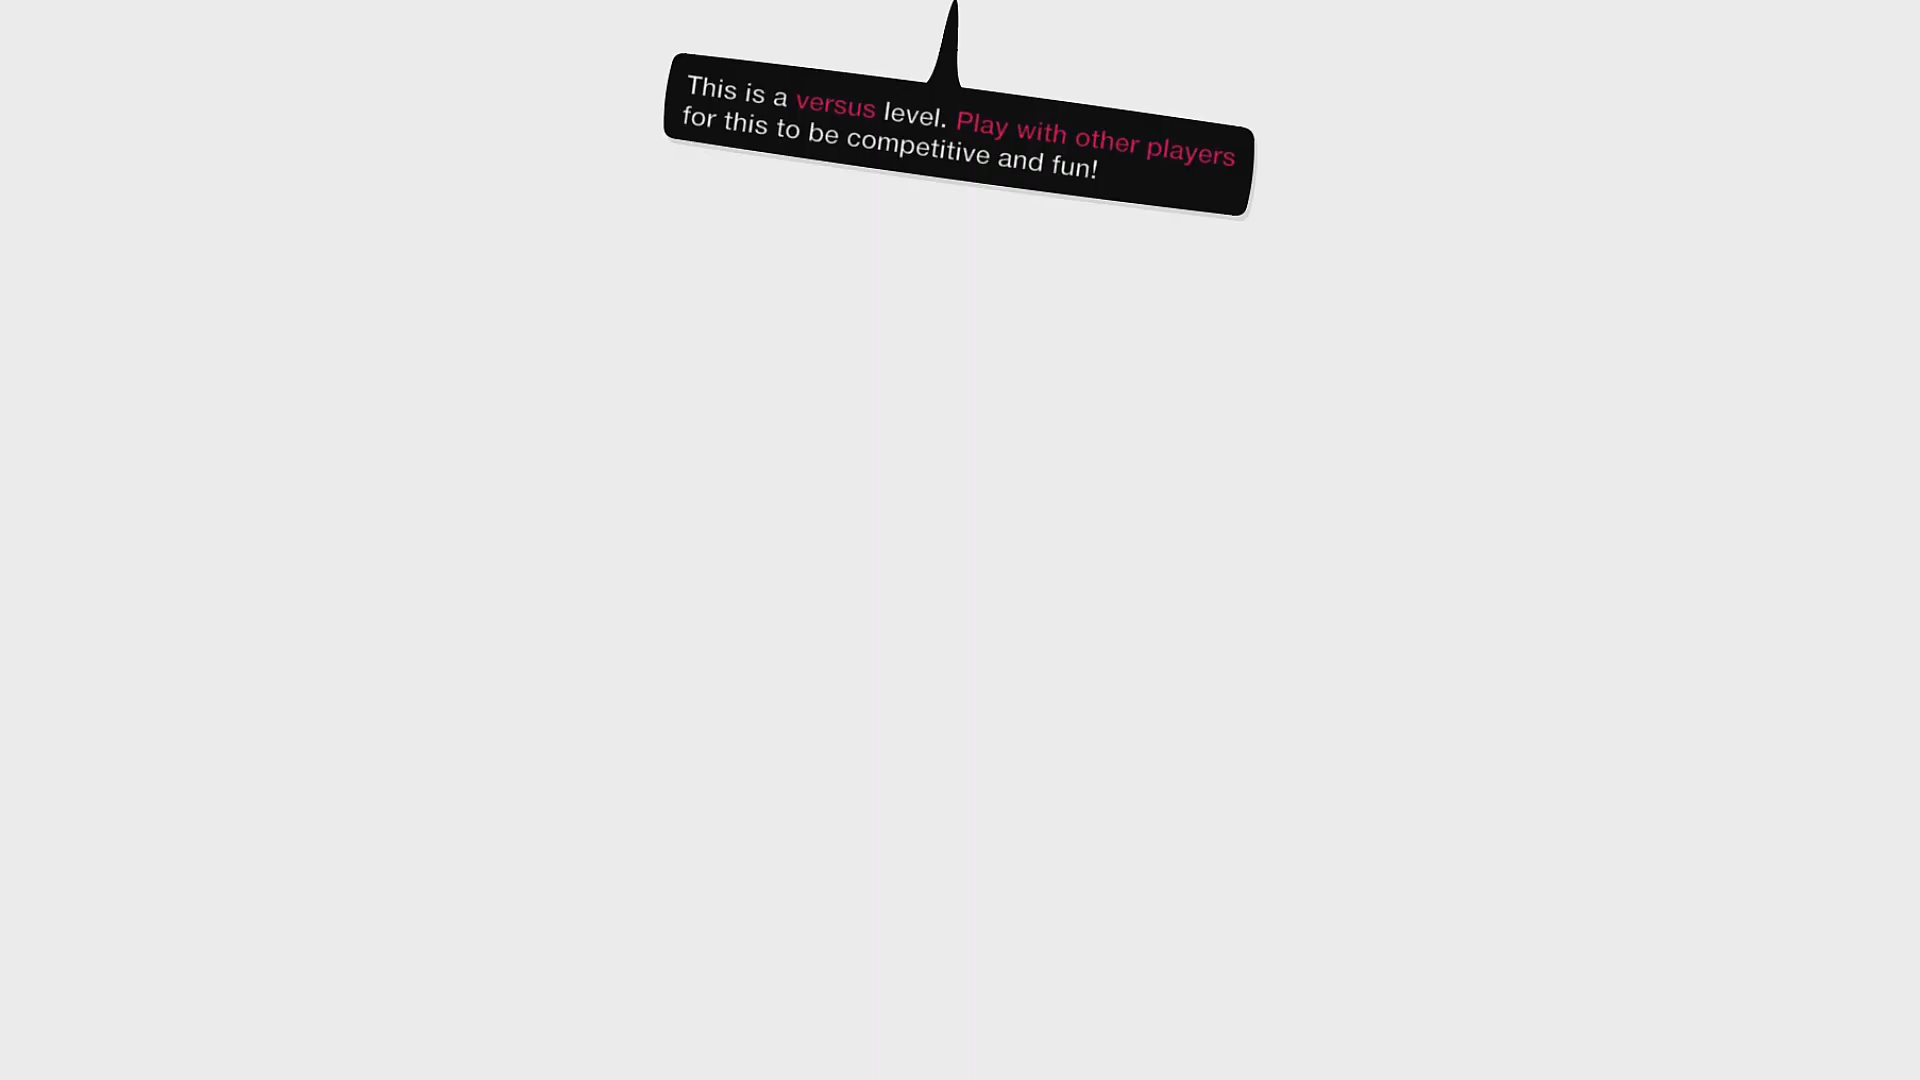 This is a versus level. Play with other players
for this to be competitive and fun!